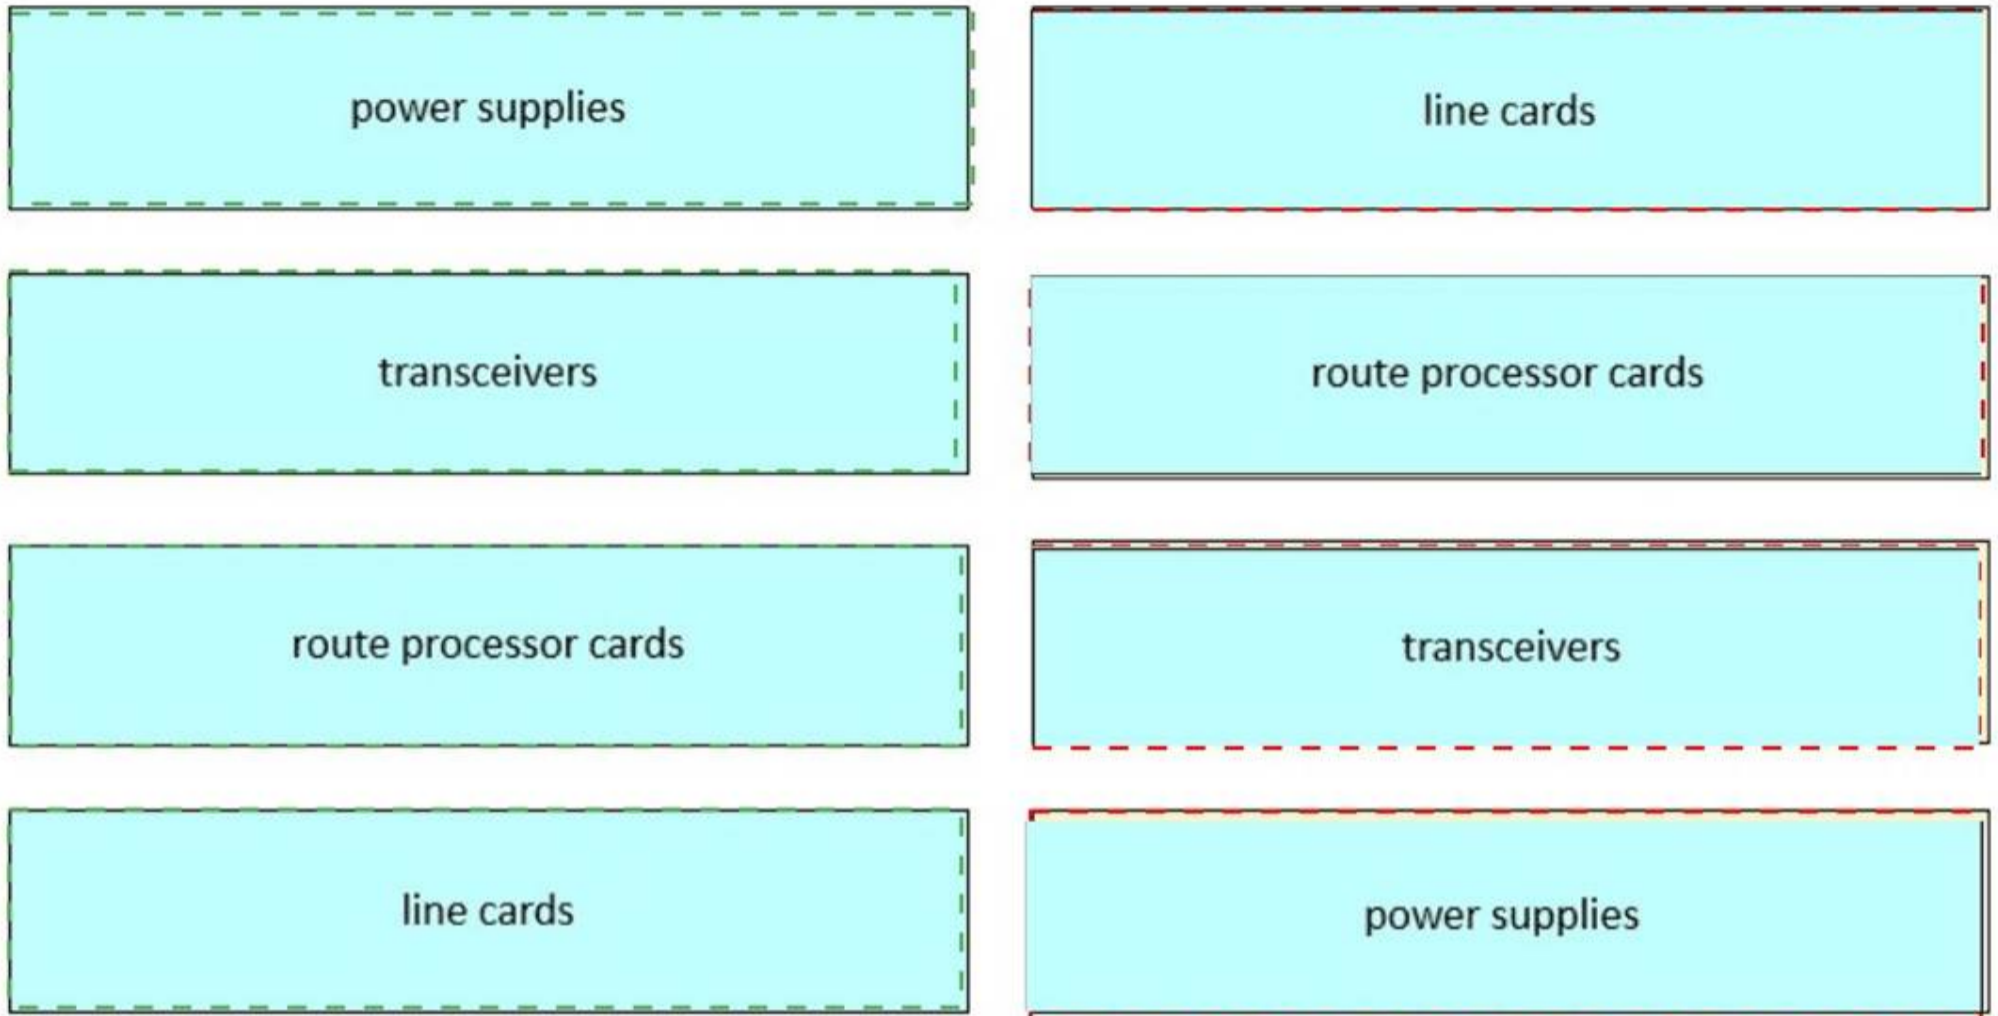 power supplies
line cards
transceivers
route processor cards
route processor cards
transceivers
line cards
power supplies